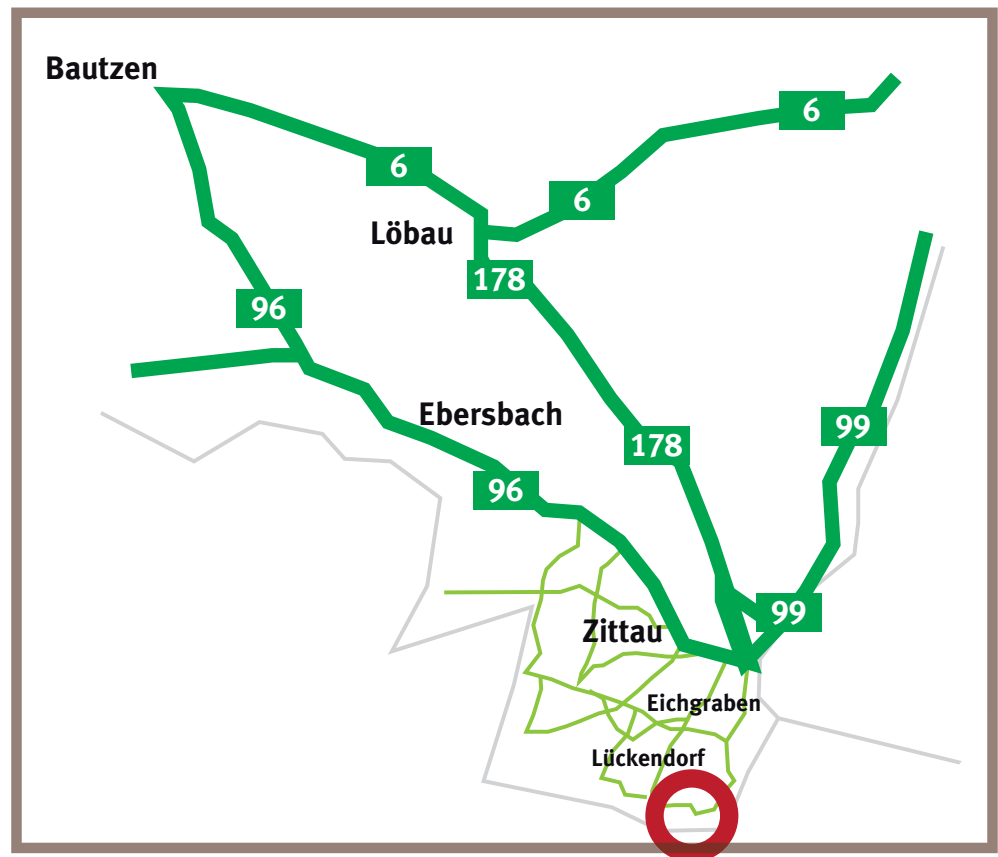 Bautzen
6
6
6
Löbau
178
96
Ebersbach
99
178
96
99
Zittau
Eichgraben
Lückendorf